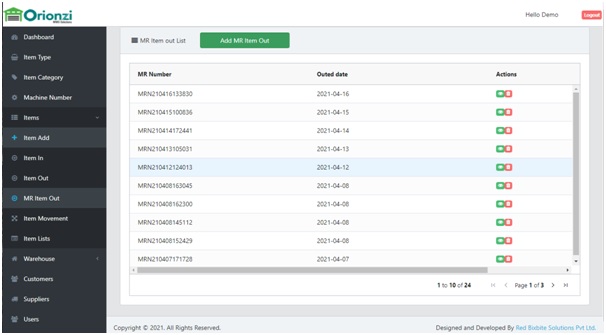 Orionzi
Hello Demo
Logout
Dashboard
Item Type
Item Category
Machine Number
Items
Item Add
Item In
Item Out
MR Item Out
Item Movement
Item Lists
Warehouse
Customers
Suppliers
Users
MR Item out List
Add MR Item Out
MR Number Outed date Actions
MRN210416133830 2021-04-16
MRN210415100836 2021-04-15
MRN210414172441 2021-04-14
MRN210413105031 2021-04-13
MRN210412124013 2021-04-12
MRN210408163045 2021-04-08
MRN210408162300 2021-04-08
MRN210408145112 2021-04-08
MRN210408152429 2021-04-08
MRN210407171728 2021-04-07
1 to 10 of 24 Page 1 of 3
Copyright © 2021. All Rights Reserved.
Designed and Developed By Red Bixbite Solutions Pvt Ltd.